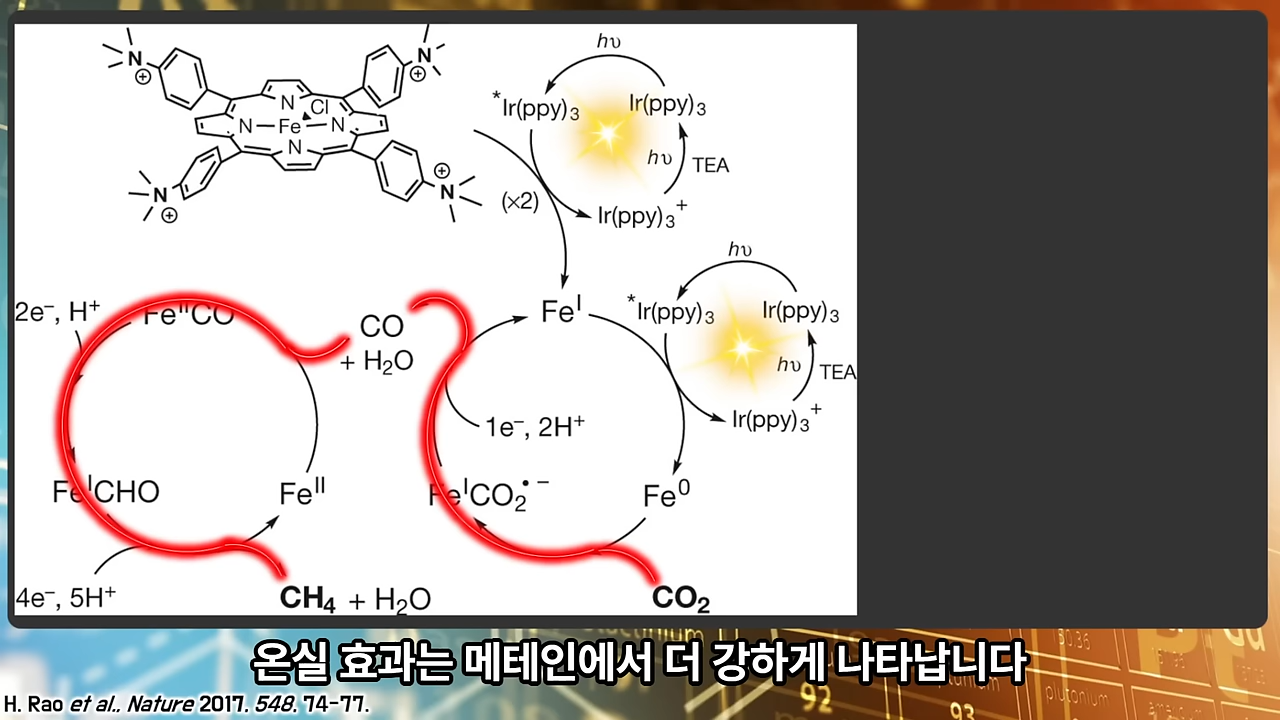 N
⊕
N
⊕
Cl
N
N
Fe
N
N
N
⊕
N
⊕
hυ
*Ir(ppy)₃
Ir(ppy)₃
hυ
TEA
(×2)
Ir(ppy)₃⁺
hυ
Feᴵ
*Ir(ppy)₃
Ir(ppy)₃
hυ
TEA
Ir(ppy)₃⁺
2e⁻, H⁺
FeᴵᴵCO
CO
+ H₂O
1e⁻, 2H⁺
FeᴵCHO
Feᴵᴵ
FeᴵCO₂•⁻
Fe⁰
4e⁻, 5H⁺
CH₄ + H₂O
CO₂
온실 효과는 메테인에서 더 강하게 나타납니다
H. Rao et al., Nature 2017, 548, 74-77.
plutonium
92
93